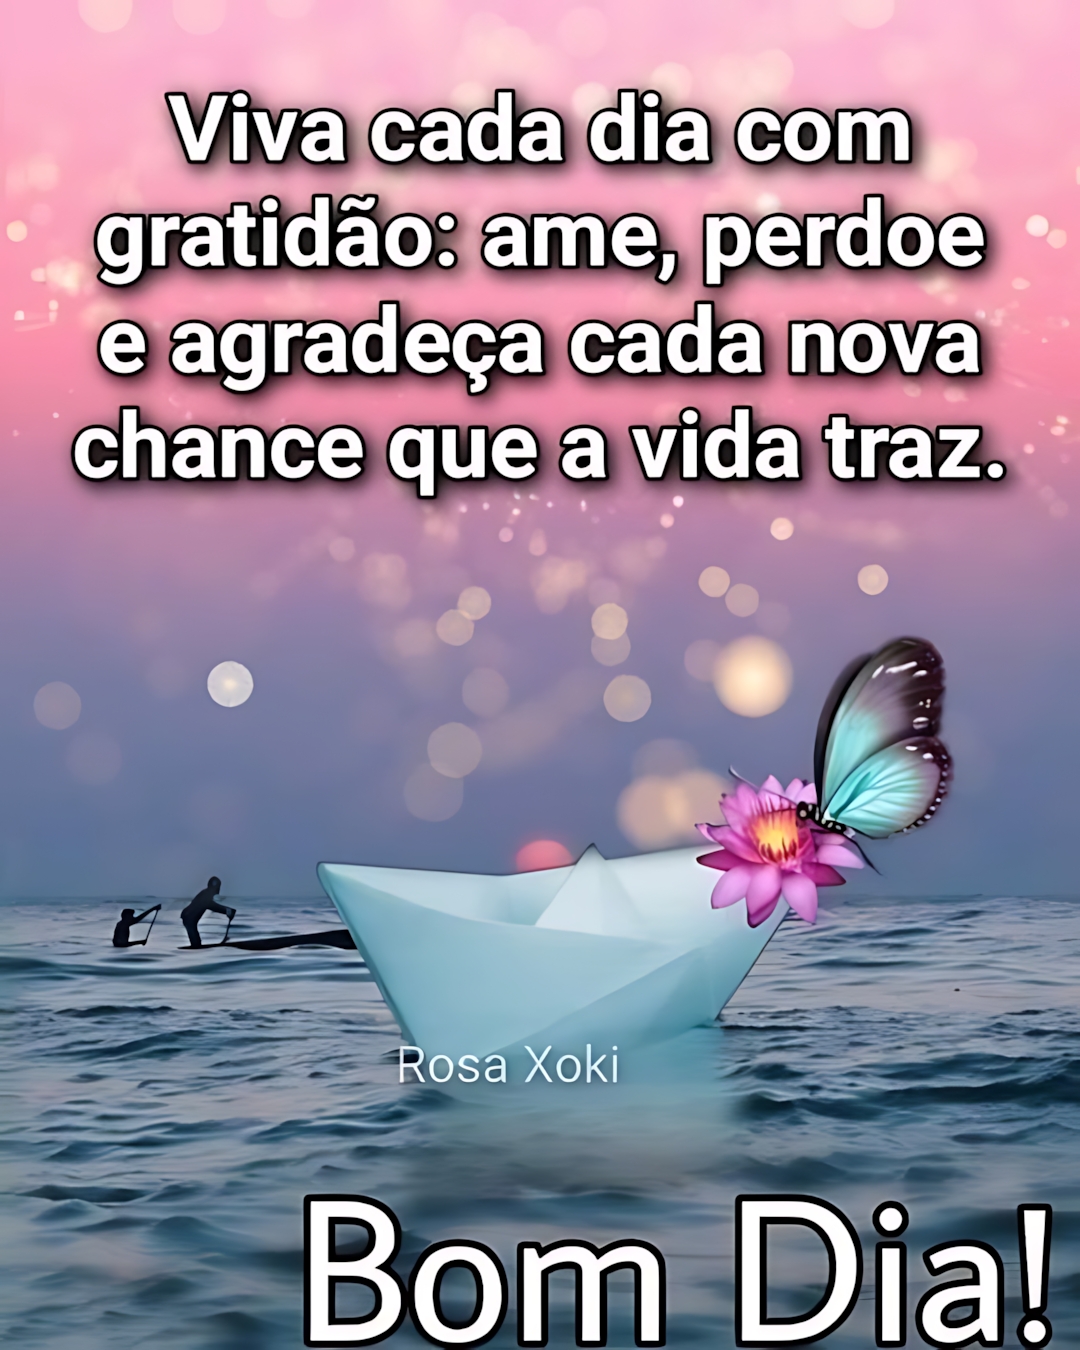 Viva cada dia com
gratidão: ame, perdoe
e agradeça cada nova
chance que a vida traz.
Rosa Xoki
Bom Dia!